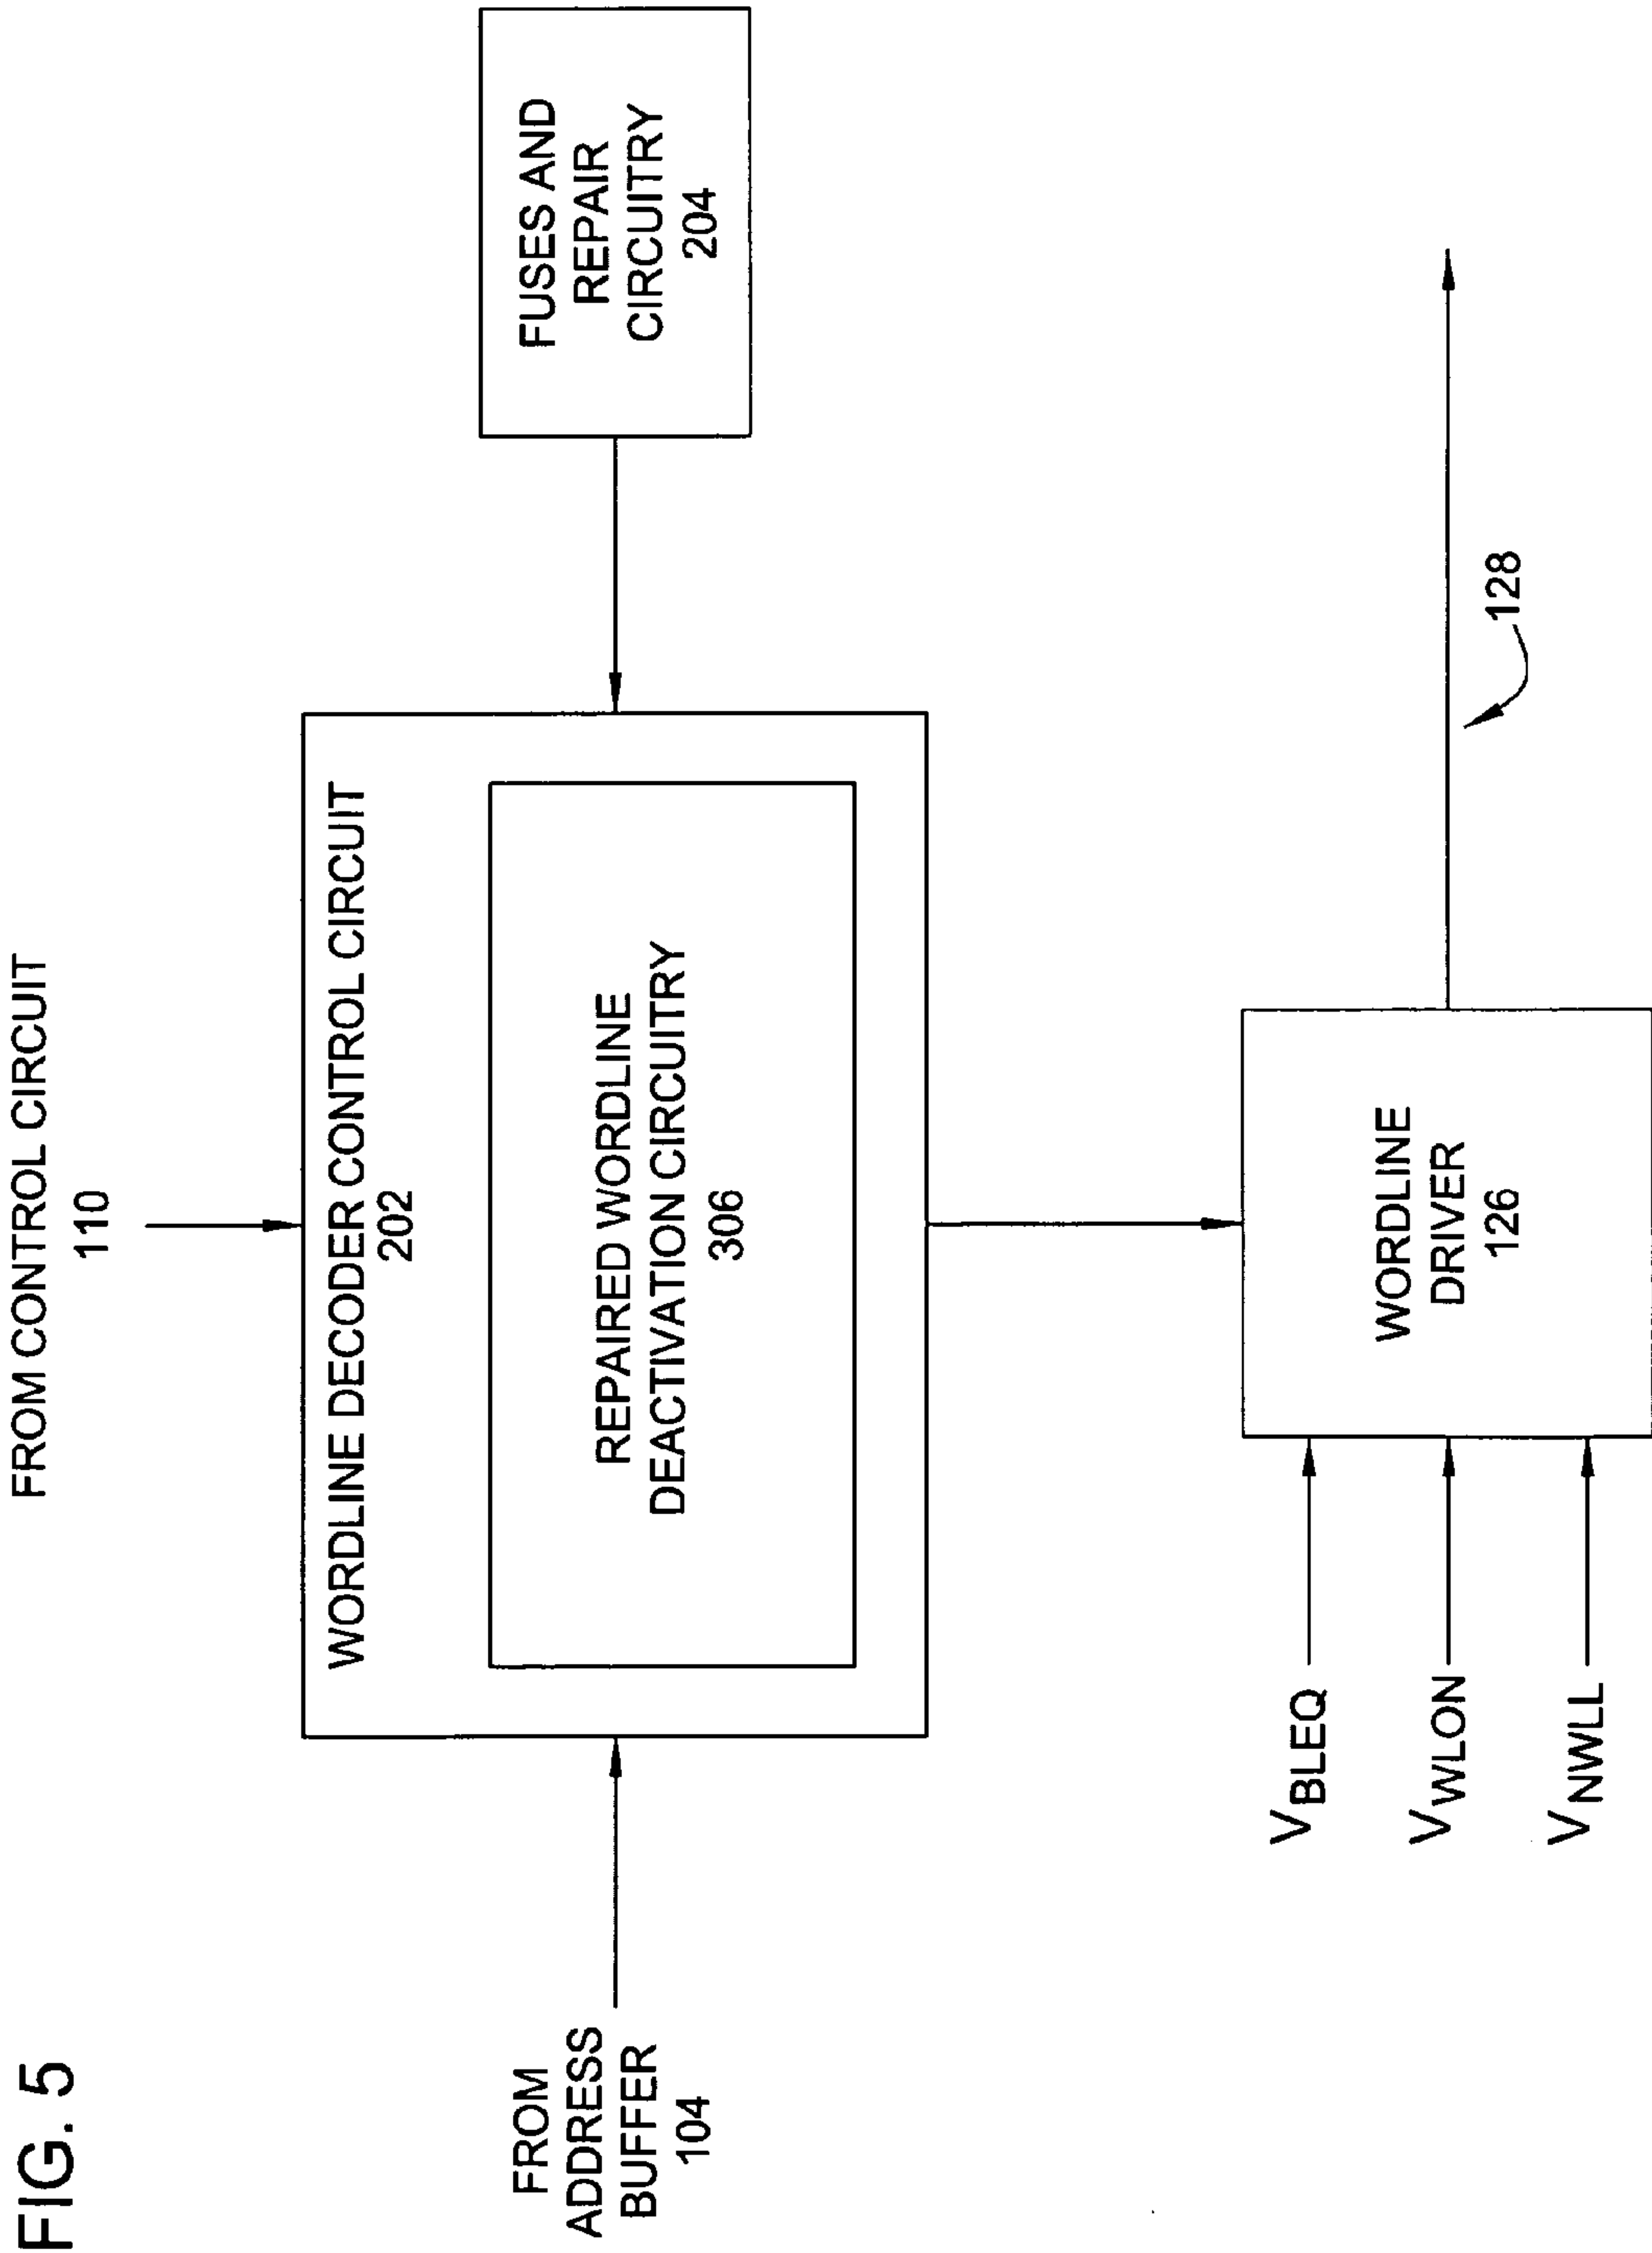 FIG. 5
FROM CONTROL CIRCUIT
110
FROM
ADDRESS
BUFFER
104
WORDLINE DECODER CONTROL CIRCUIT
202
REPAIRED WORDLINE
DEACTIVATION CIRCUITRY
306
FUSES AND
REPAIR
CIRCUITRY
204
VBLEQ
VWLON
VNWLL
WORDLINE
DRIVER
126
128